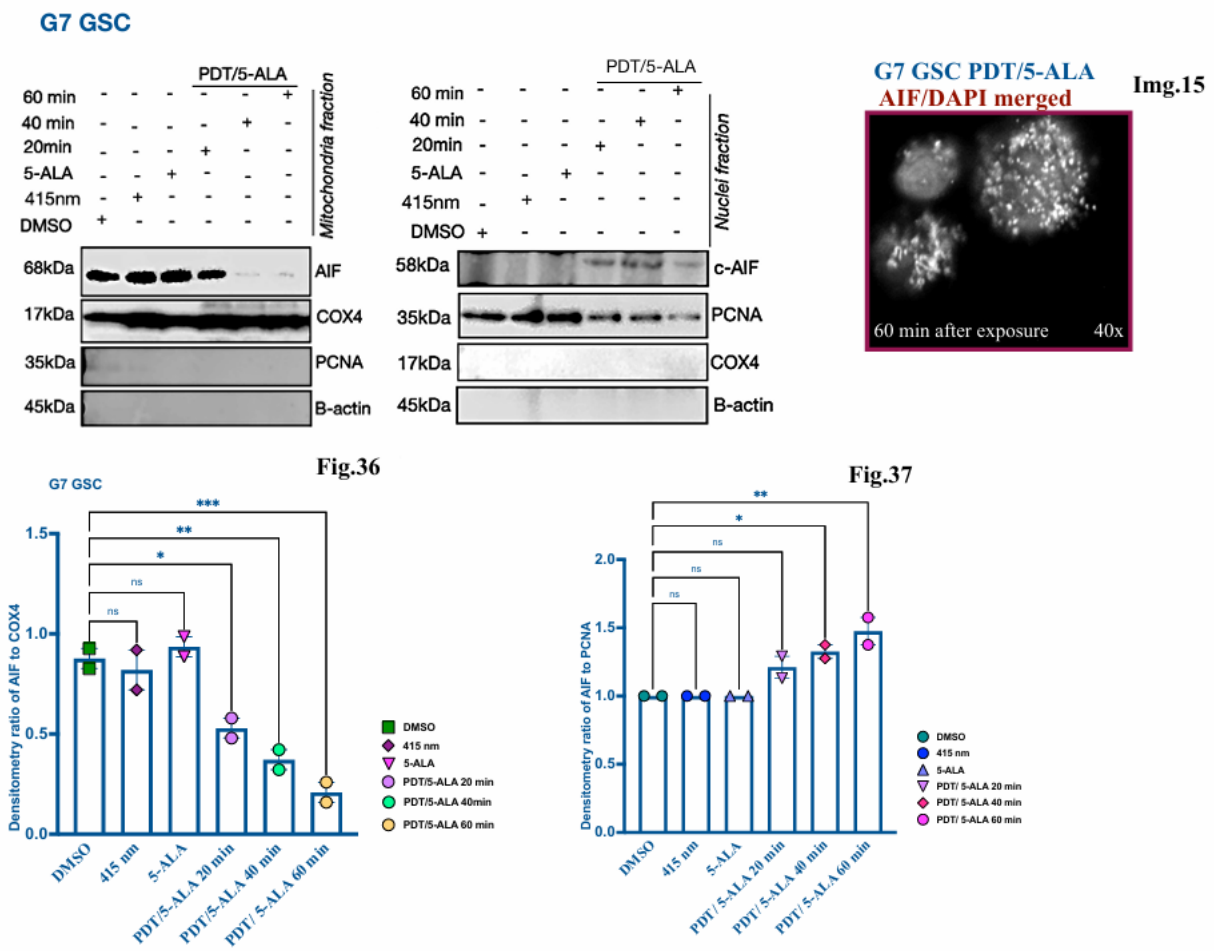 G7 GSC
PDT/5-ALA
60 min - - - - - +
40 min - - - - + -
20min - - - + - -
5-ALA - - + - - -
415nm - + - - - -
DMSO + - - - - -
Mitochondria fraction
68kDa AIF
17kDa COX4
35kDa PCNA
45kDa B-actin
PDT/5-ALA
60 min - - - - - +
40 min - - - - + -
20min - - - + - -
5-ALA - - + - - -
415nm - + - - - -
DMSO + - - - - -
Nuclei fraction
58kDa c-AIF
35kDa PCNA
17kDa COX4
45kDa B-actin
G7 GSC PDT/5-ALA
AIF/DAPI merged
Img.15
60 min after exposure 40x
Fig.36
G7 GSC
***
**
*
ns
ns
1.5
1.0
0.5
0.0
Densitometry ratio of AIF to COX4
DMSO
415 nm
5-ALA
PDT/5-ALA 20 min
PDT/5-ALA 40 min
PDT/ 5-ALA 60 min
DMSO
415 nm
5-ALA
PDT/5-ALA 20 min
PDT/5-ALA 40min
PDT/5-ALA 60 min
Fig.37
**
*
ns
ns
ns
2.0
1.5
1.0
0.5
0.0
Densitometry ratio of AIF to PCNA
DMSO
415 nm
5-ALA
PDT/ 5-ALA 20 min
PDT/ 5-ALA 40 min
PDT/ 5-ALA 60 min
DMSO
415 nm
5-ALA
PDT/ 5-ALA 20 min
PDT/ 5-ALA 40 min
PDT/ 5-ALA 60 min